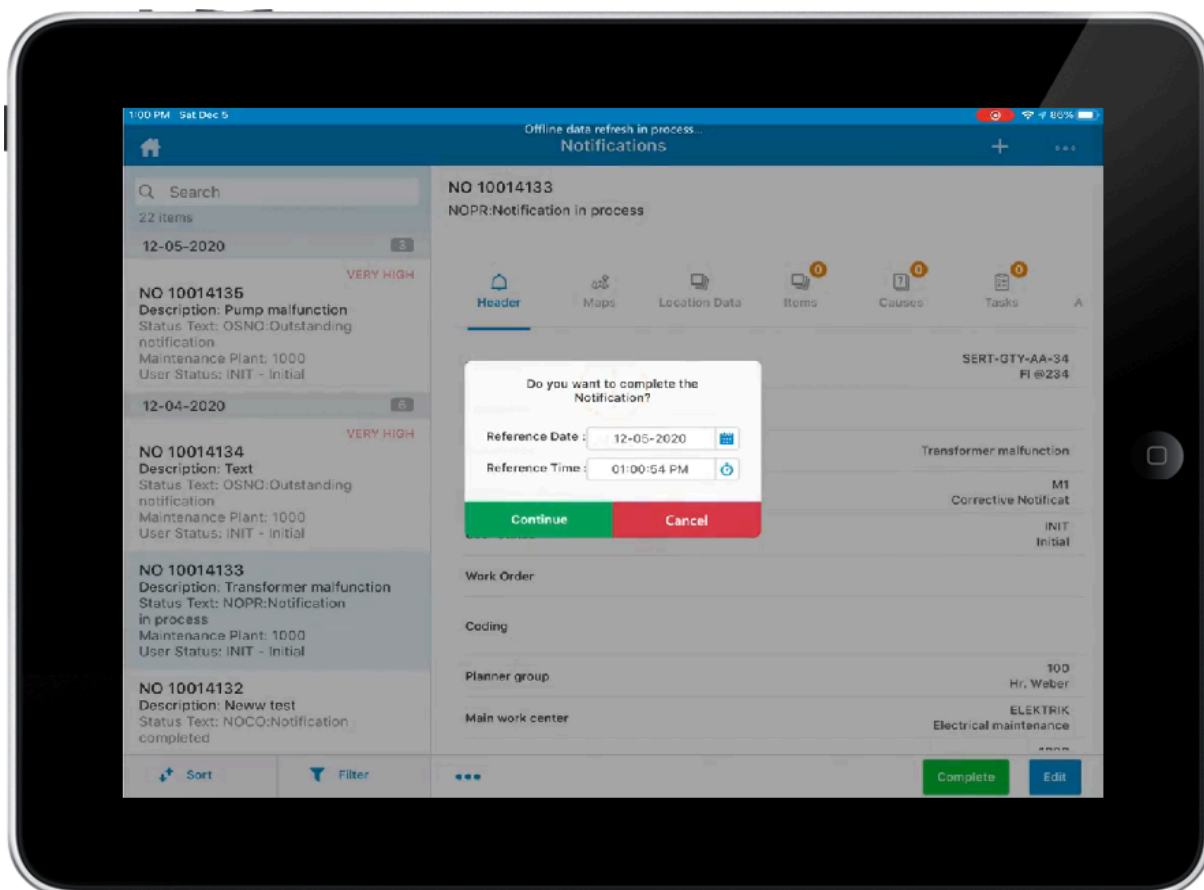 1:00 PM Sat Dec 5
86%
Offline data refresh in process...
Notifications
Search
22 items
12-05-2020 3
VERY HIGH
NO 10014135
Description: Pump malfunction
Status Text: OSNO:Outstanding
notification
Maintenance Plant: 1000
User Status: INIT - Initial
12-04-2020 6
VERY HIGH
NO 10014134
Description: Text
Status Text: OSNO:Outstanding
notification
Maintenance Plant: 1000
User Status: INIT - Initial
NO 10014133
Description: Transformer malfunction
Status Text: NOPR:Notification
in process
Maintenance Plant: 1000
User Status: INIT - Initial
NO 10014132
Description: Neww test
Status Text: NOCO:Notification
completed
Sort Filter
NO 10014133
NOPR:Notification in process
0 0 0
Header Maps Location Data Items Causes Tasks A
SERT-GTY-AA-34
FI @234
Transformer malfunction
M1
Corrective Notificat
INIT
Initial
Work Order
Coding
Planner group
100
Hr. Weber
Main work center
ELEKTRIK
Electrical maintenance
Do you want to complete the
Notification?
Reference Date : 12-05-2020
Reference Time : 01:00:54 PM
Continue Cancel
Complete Edit